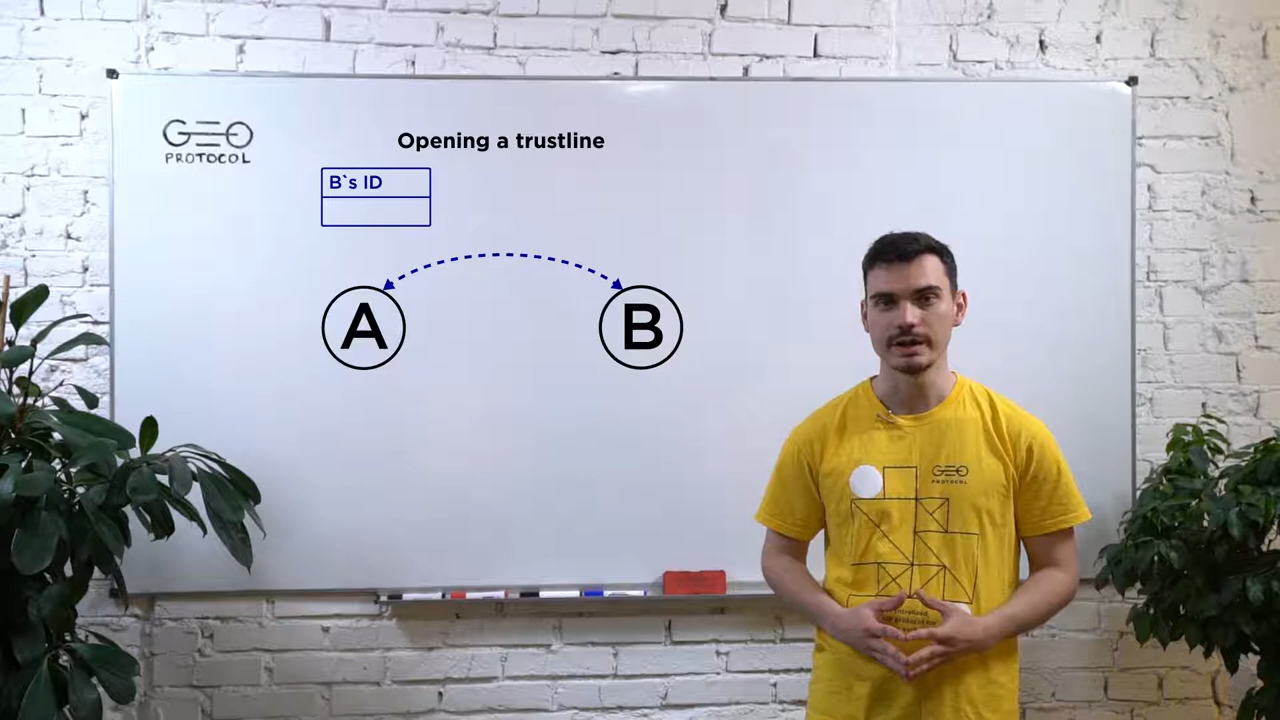 GEO
PROTOCOL
Opening a trustline
B`s ID
A
B
GEO
PROTOCOL